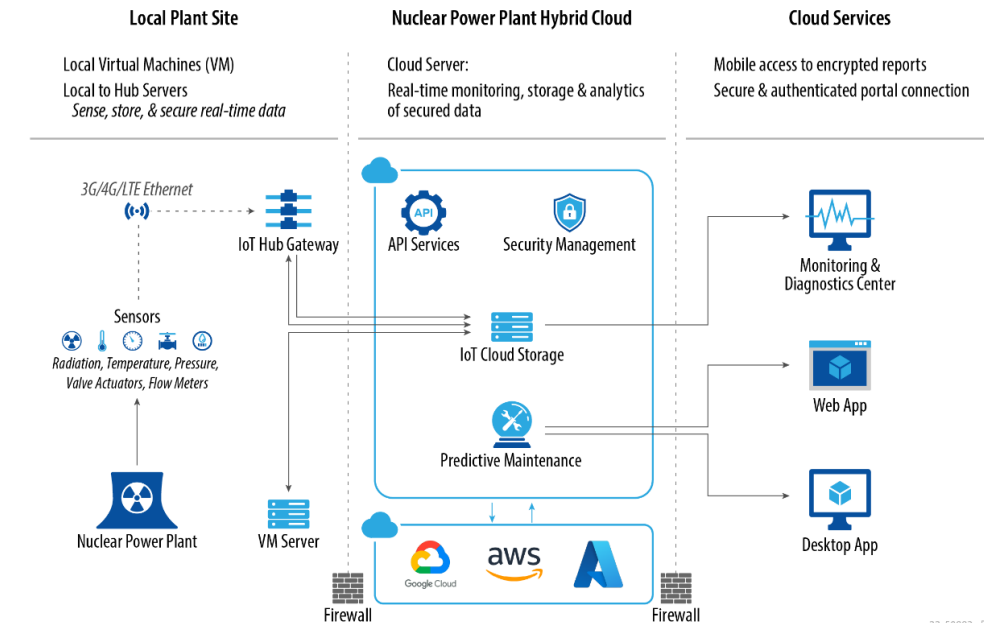 Local Plant Site
Nuclear Power Plant Hybrid Cloud
Cloud Services
Local Virtual Machines (VM)
Local to Hub Servers
Sense, store, & secure real-time data
Cloud Server:
Real-time monitoring, storage & analytics
of secured data
Mobile access to encrypted reports
Secure & authenticated portal connection
3G/4G/LTE Ethernet
IoT Hub Gateway
Sensors
Radiation, Temperature, Pressure,
Valve Actuators, Flow Meters
Nuclear Power Plant
VM Server
API
API Services
Security Management
IoT Cloud Storage
Predictive Maintenance
Google Cloud
aws
Monitoring &
Diagnostics Center
Web App
Desktop App
Firewall
Firewall